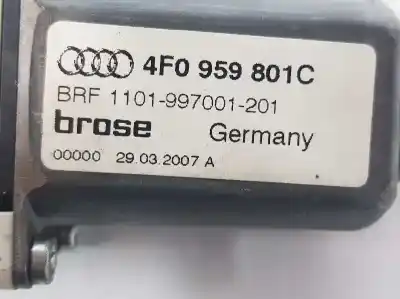 4F0 959 801C
BRF 1101-997001-201
brose Germany
00000 29.03.2007 A